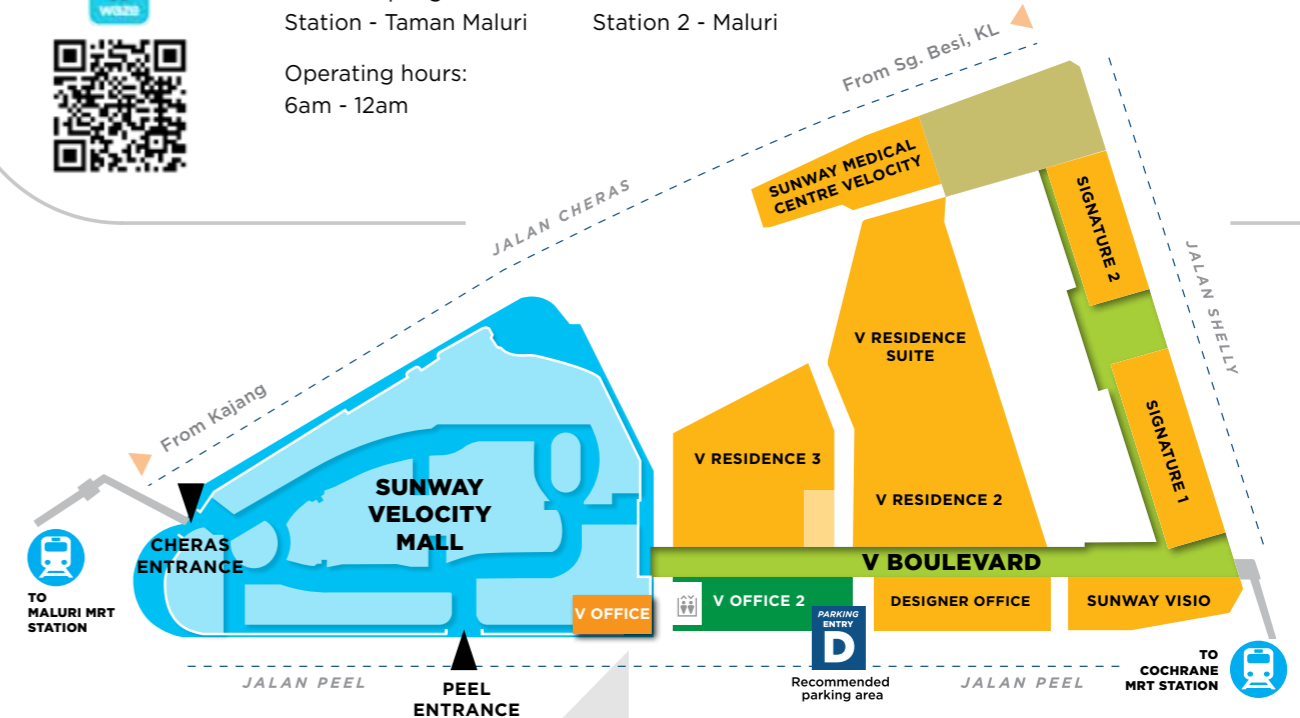 waze
Station - Taman Maluri
Station 2 - Maluri
Operating hours:
6am - 12am
From Sg. Besi, KL
JALAN CHERAS
SUNWAY MEDICAL
CENTRE VELOCITY
SIGNATURE 2
JALAN SHELLY
V RESIDENCE
SUITE
From Kajang
SIGNATURE 1
V RESIDENCE 3
V RESIDENCE 2
SUNWAY
VELOCITY
MALL
CHERAS
ENTRANCE
V BOULEVARD
TO
MALURI MRT
STATION
V OFFICE
V OFFICE 2
DESIGNER OFFICE
SUNWAY VISIO
PARKING
ENTRY
D
Recommended
parking area
JALAN PEEL
PEEL
ENTRANCE
JALAN PEEL
TO
COCHRANE
MRT STATION